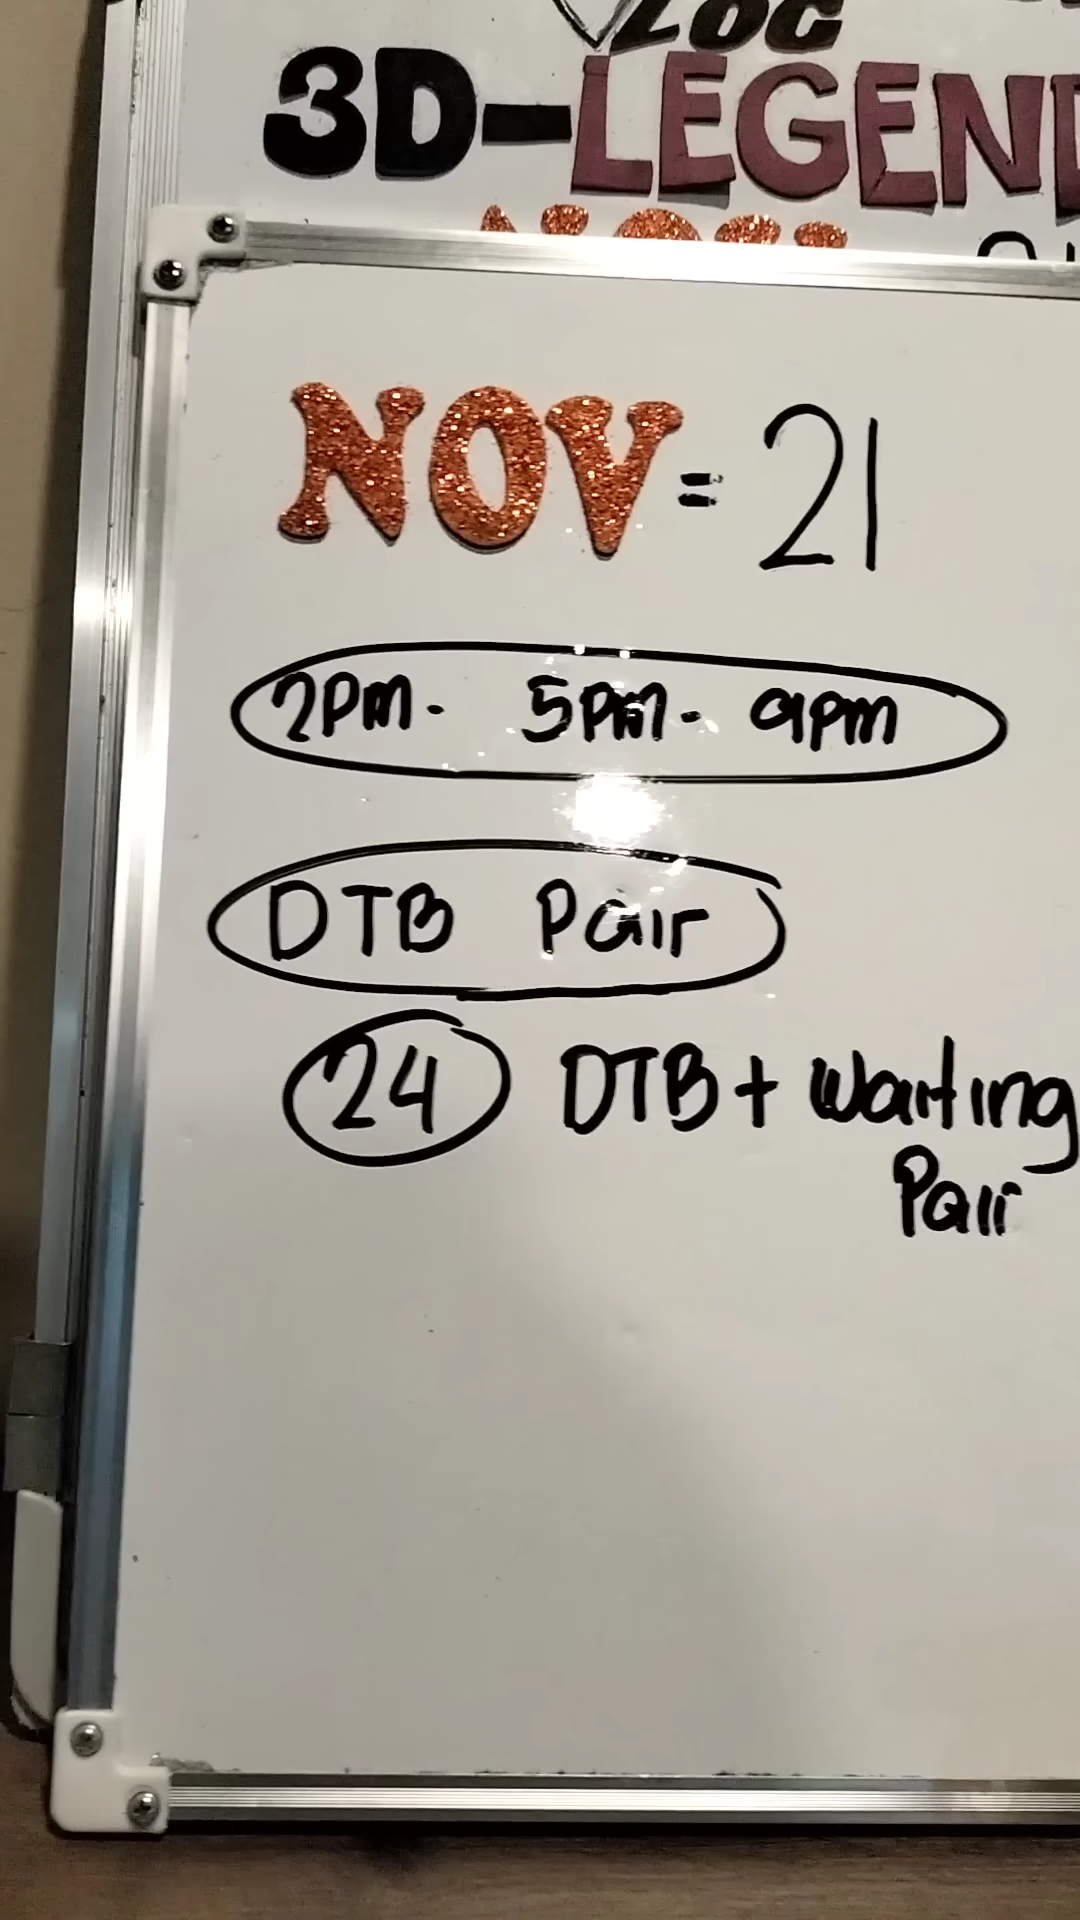 3D-LEGEND
NOV = 21
2pm. 5pm. 9pm
DTB Pair
24 DTB + Waiting
Pair